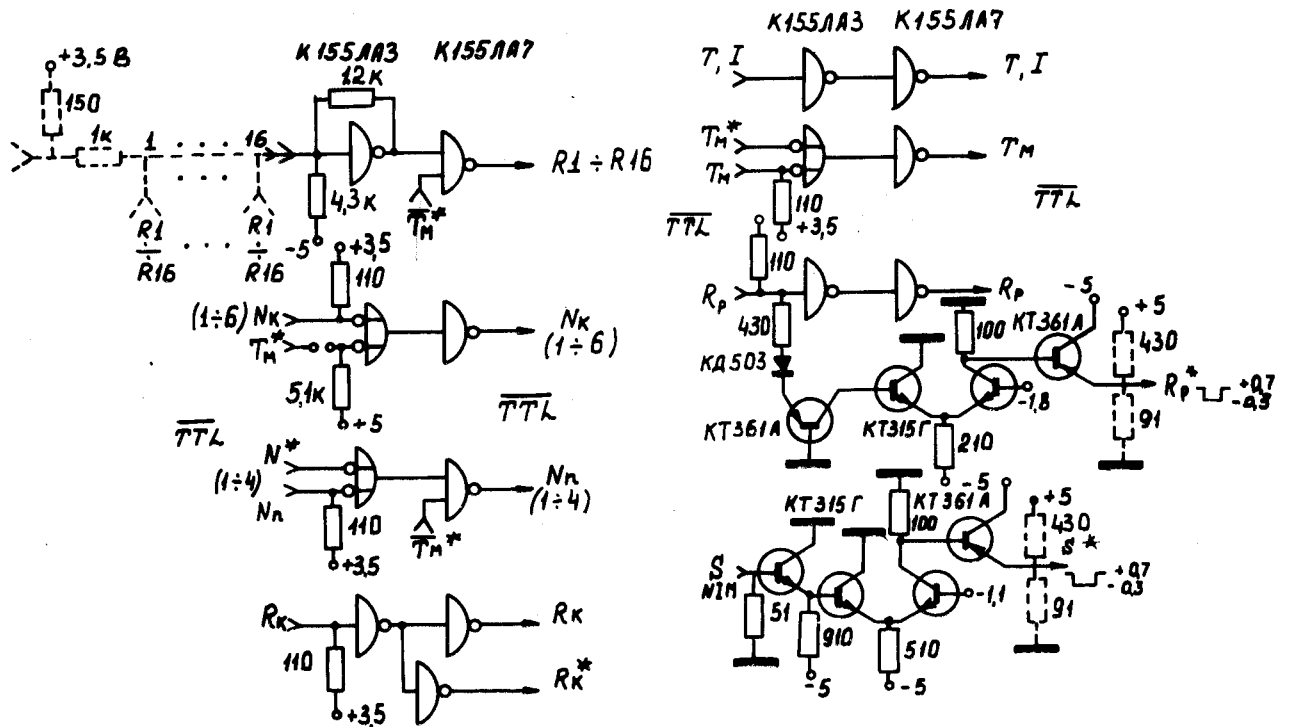 К155ЛА3 К155ЛА7
+3,5 В
150
1к
1 . . . 16
. . .
12к
4,3к
-5
R1 R1
R16 . . . R16
T̅м*
R1 ÷ R16
+3,5
110
(1÷6) Nк
Tм*
5,1к
+5
Nк
(1÷6)
T̅T̅L̅
T̅T̅L̅
N*
(1÷4)
Nп
110
+3,5
T̅м*
Nп
(1÷4)
Rк
110
+3,5
Rк
Rк*
К155ЛА3 К155ЛА7
T, I
T, I
Tм*
Tм
110
+3,5
Tм
T̅T̅L̅
T̅T̅L̅
110
Rр
Rр
430
КД503
КТ361А
КТ315Г
100
КТ361А
-5
+5
430
91
Rр* +0,7
-0,3
-1,8
210
-5
КТ315Г
100
КТ361А
+5
430
S*
+0,7
-0,3
91
S
NIM
51
910
-5
510
-5
-1,1